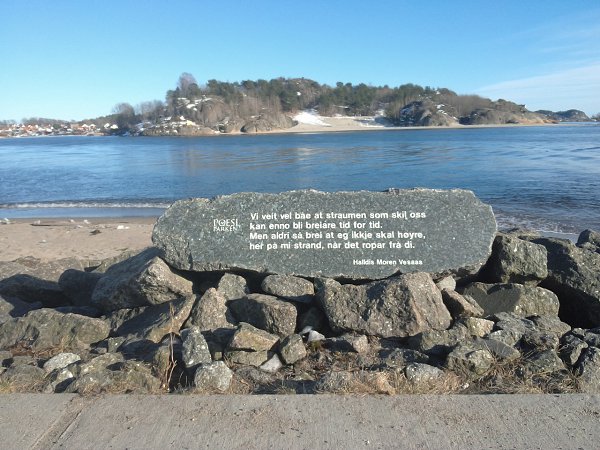 POESI
PARKEN
Vi veit vel båe at straumen som skil oss
kan enno bli breiare tid for tid.
Men aldri så brei at eg ikkje skal høyre,
her på mi strand, når det ropar frå di.
Halldis Moren Vesaas